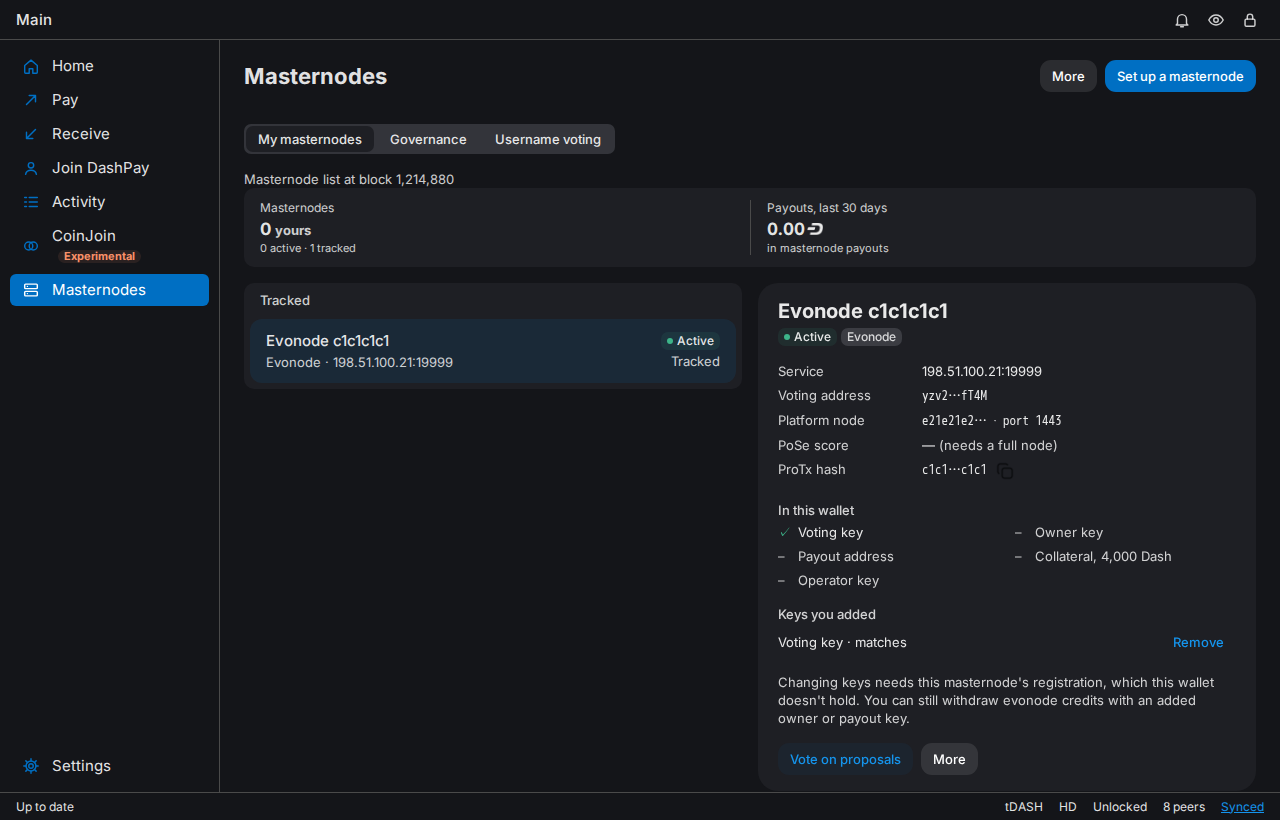 Main
Home
Pay
Receive
Join DashPay
Activity
CoinJoin
Experimental
Masternodes
Settings
Masternodes
More
Set up a masternode
My masternodes
Governance
Username voting
Masternode list at block 1,214,880
Masternodes
0 yours
0 active · 1 tracked
Payouts, last 30 days
0.00
in masternode payouts
Tracked
Evonode c1c1c1c1
Active
Evonode · 198.51.100.21:19999
Tracked
Evonode c1c1c1c1
Active
Evonode
Service 198.51.100.21:19999
Voting address yzv2···fT4M
Platform node e21e21e2··· · port 1443
PoSe score — (needs a full node)
ProTx hash c1c1···c1c1
In this wallet
✓ Voting key
– Owner key
– Payout address
– Collateral, 4,000 Dash
– Operator key
Keys you added
Voting key · matches
Remove
Changing keys needs this masternode's registration, which this wallet
doesn't hold. You can still withdraw evonode credits with an added
owner or payout key.
Vote on proposals
More
Up to date
tDASH
HD
Unlocked
8 peers
Synced